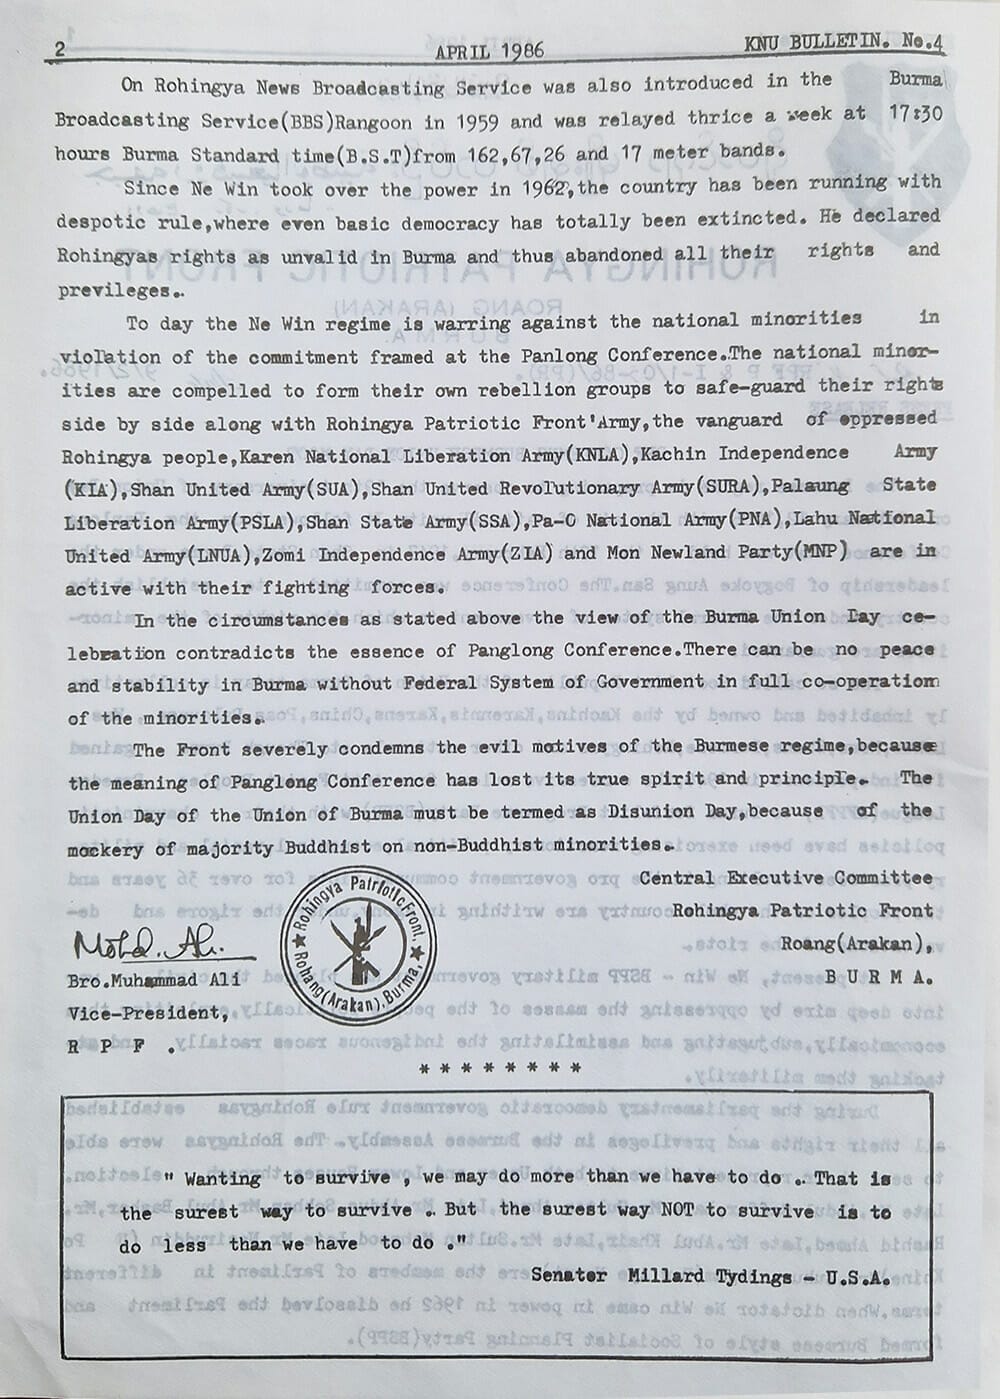 2 APRIL 1986 KNU BULLETIN. No.4
On Rohingya News Broadcasting Service was also introduced in the Burma
Broadcasting Service(BBS)Rangoon in 1959 and was relayed thrice a week at 17:30
hours Burma Standard time(B.S.T)from 162,67,26 and 17 meter bands.
Since Ne Win took over the power in 1962,the country has been running with
despotic rule,where even basic democracy has totally been extincted. He declared
Rohingyas rights as unvalid in Burma and thus abandoned all their rights and
previleges.
To day the Ne Win regime is warring against the national minorities in
violation of the commitment framed at the Panlong Conference.The national minor-
ities are compelled to form their own rebellion groups to safe-guard their rights
side by side along with Rohingya Patriotic Front'Army,the vanguard of oppressed
Rohingya people,Karen National Liberation Army(KNLA),Kachin Independence Army
(KIA),Shan United Army(SUA),Shan United Revolutionary Army(SURA),Palaung State
Liberation Army(PSLA),Shan State Army(SSA),Pa-O National Army(PNA),Lahu National
United Army(LNUA),Zomi Independence Army(ZIA) and Mon Newland Party(MNP) are in
active with their fighting forces.
In the circumstances as stated above the view of the Burma Union Day ce-
lebration contradicts the essence of Panglong Conference.There can be no peace
and stability in Burma without Federal System of Government in full co-operation
of the minorities.
The Front severely condemns the evil motives of the Burmese regime,because
the meaning of Panglong Conference has lost its true spirit and principle. The
Union Day of the Union of Burma must be termed as Disunion Day,because of the
mockery of majority Buddhist on non-Buddhist minorities.
Central Executive Committee
Rohingya Patriotic Front
Roang(Arakan),
B U R M A.
Rohingya Patriotic Front.
Rohang(Arakan), Burma,
Mohd. Ali.
Bro.Muhammad Ali
Vice-President,
R P F .
* * * * * * * *
" Wanting to survive , we may do more than we have to do . That is
the surest way to survive . But the surest way NOT to survive is to
do less than we have to do ."
Senator Millard Tydings - U.S.A.